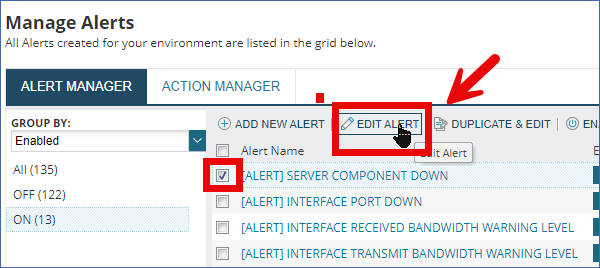 Manage Alerts
All Alerts created for your environment are listed in the grid below.
ALERT MANAGER ACTION MANAGER
GROUP BY:
Enabled
All (135)
OFF (122)
ON (13)
ADD NEW ALERT | EDIT ALERT | DUPLICATE & EDIT |
Alert Name
Edit Alert
[ALERT] SERVER COMPONENT DOWN
[ALERT] INTERFACE PORT DOWN
[ALERT] INTERFACE RECEIVED BANDWIDTH WARNING LEVEL
[ALERT] INTERFACE TRANSMIT BANDWIDTH WARNING LEVEL